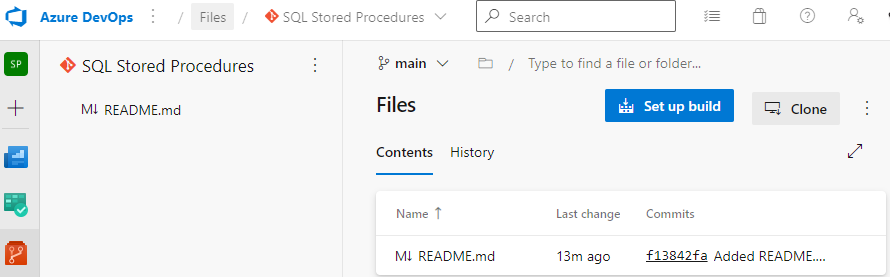 Azure DevOps / Files / SQL Stored Procedures Search
SP SQL Stored Procedures
README.md
main / Type to find a file or folder...
Files Set up build Clone
Contents History
Name ↑ Last change Commits
M↓ README.md 13m ago f13842fa Added README....